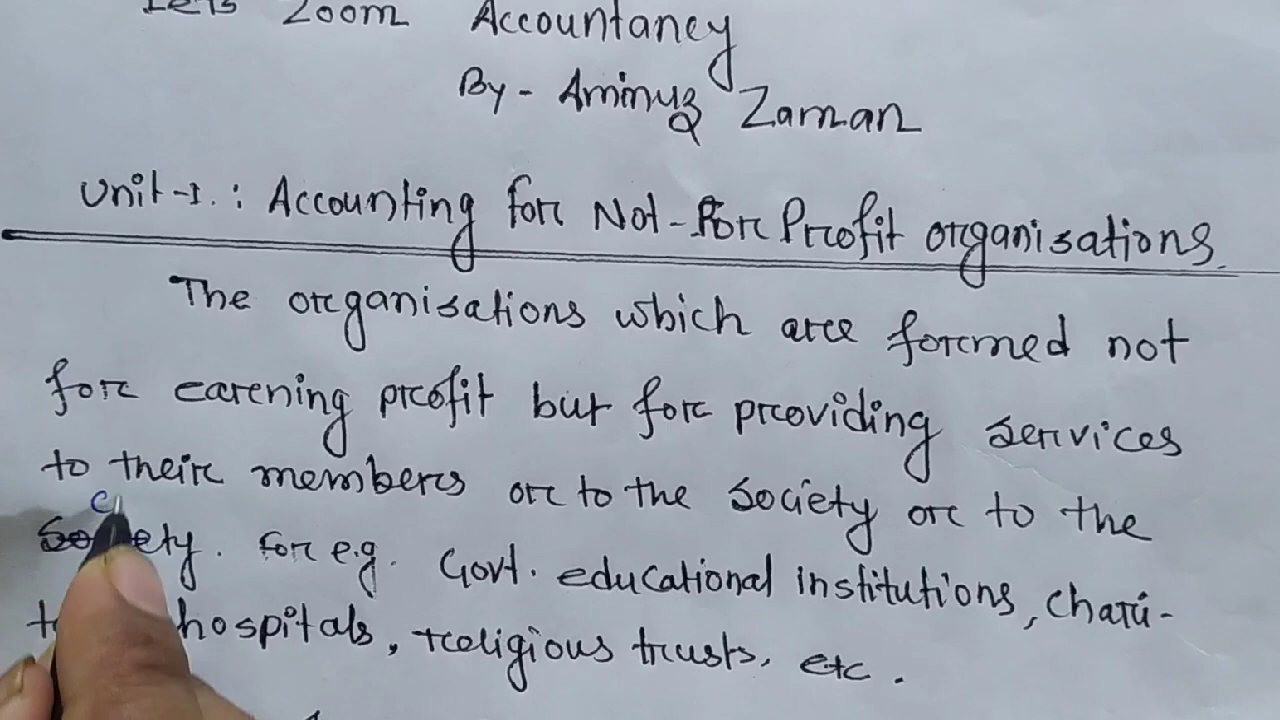 Let's Zoom Accountancy
By - Aminuz Zaman
Unit-I. : Accounting for Not-For Profit organisations.
The organisations which are formed not
for earening profit but for providing services
to their members or to the society or to the
C
ety. For e.g. Govt. educational institutions, chari-
hospitals, religious trusts, etc.